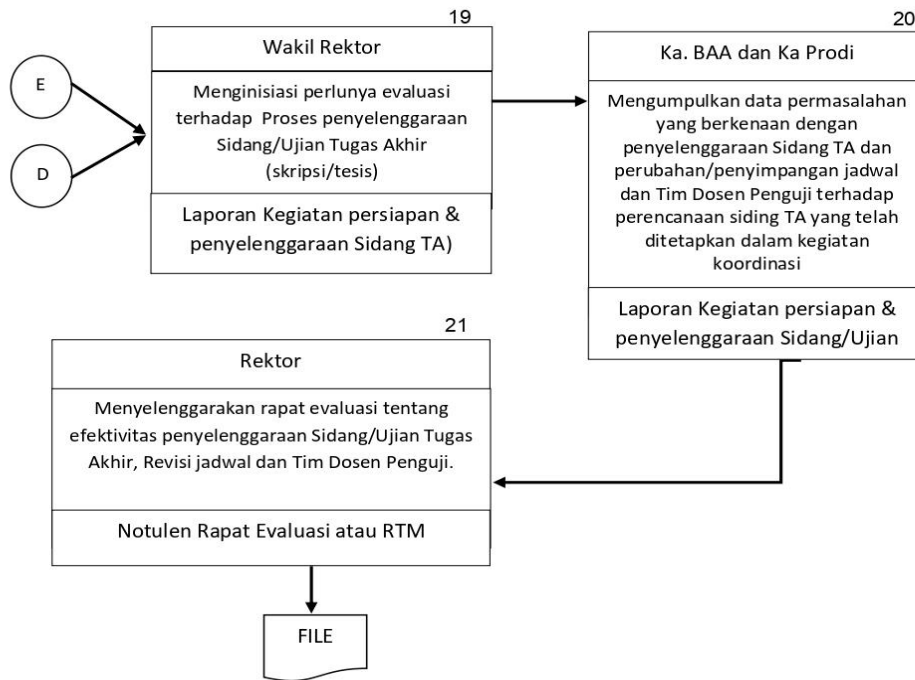 19
Wakil Rektor
E
D
Menginisiasi perlunya evaluasi
terhadap Proses penyelenggaraan
Sidang/Ujian Tugas Akhir
(skripsi/tesis)
Laporan Kegiatan persiapan &
penyelenggaraan Sidang TA)
20
Ka. BAA dan Ka Prodi
Mengumpulkan data permasalahan
yang berkenaan dengan
penyelenggaraan Sidang TA dan
perubahan/penyimpangan jadwal
dan Tim Dosen Penguji terhadap
perencanaan siding TA yang telah
ditetapkan dalam kegiatan
koordinasi
Laporan Kegiatan persiapan &
penyelenggaraan Sidang/Ujian
21
Rektor
Menyelenggarakan rapat evaluasi tentang
efektivitas penyelenggaraan Sidang/Ujian Tugas
Akhir, Revisi jadwal dan Tim Dosen Penguji.
Notulen Rapat Evaluasi atau RTM
FILE